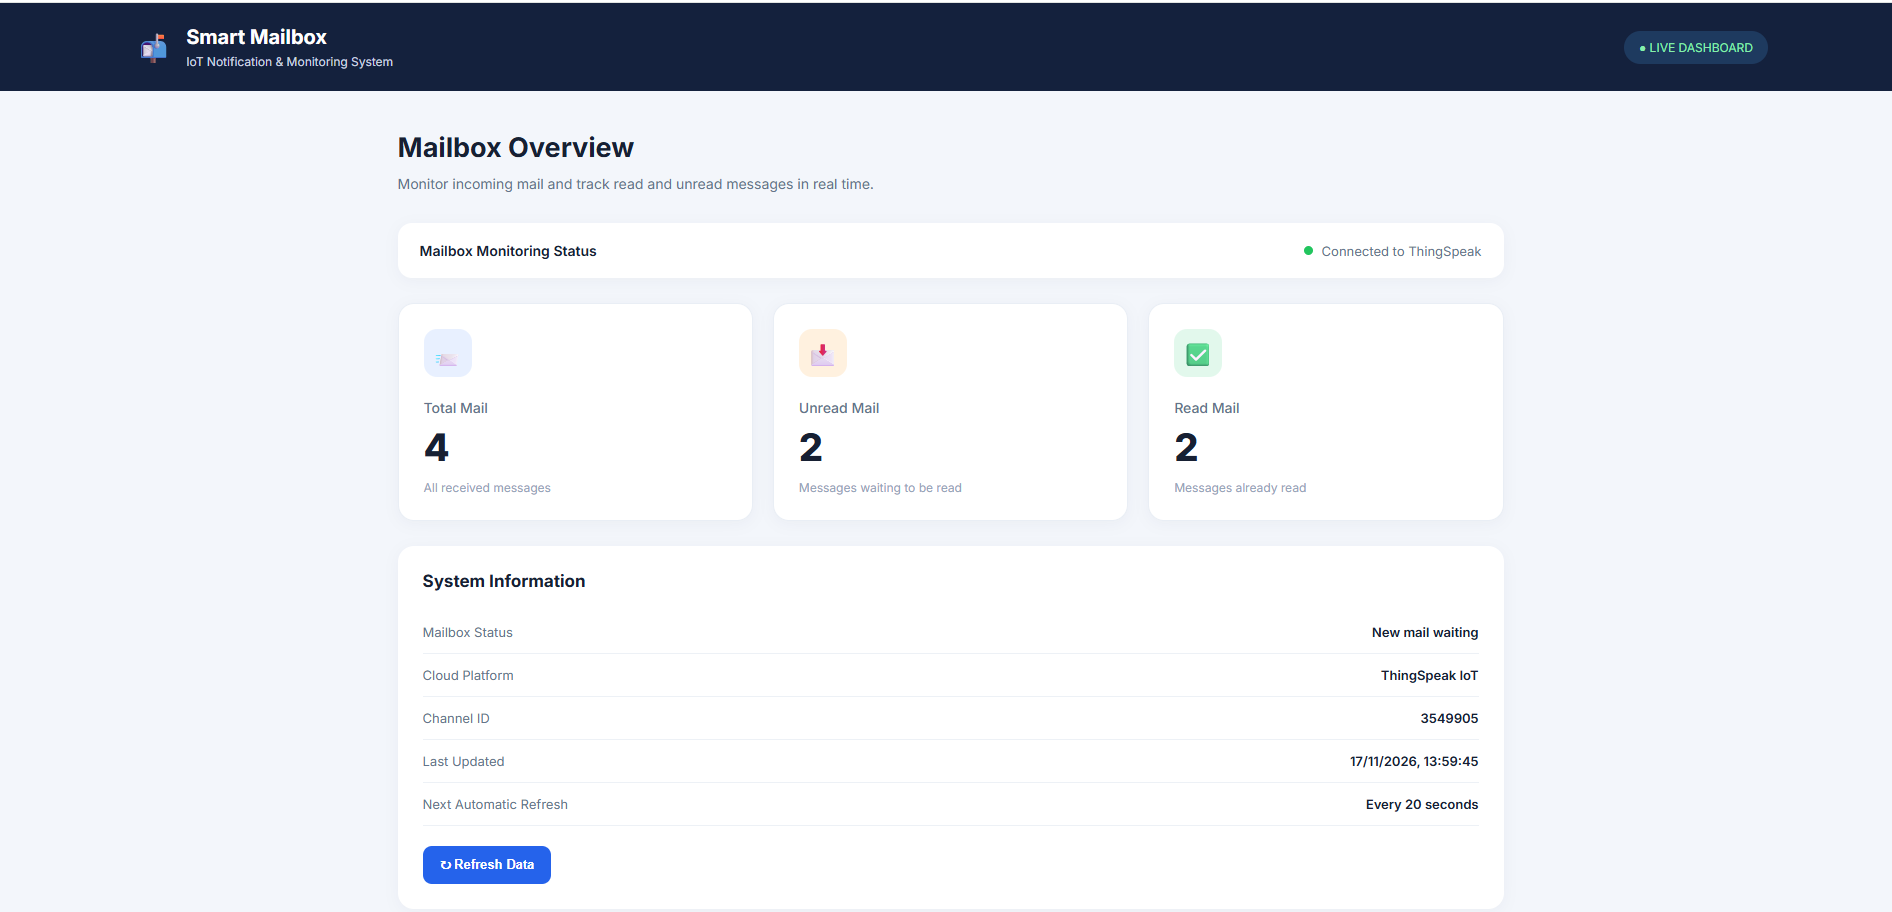 Smart Mailbox
IoT Notification & Monitoring System
● LIVE DASHBOARD
Mailbox Overview
Monitor incoming mail and track read and unread messages in real time.
Mailbox Monitoring Status
Connected to ThingSpeak
Total Mail
4
All received messages
Unread Mail
2
Messages waiting to be read
Read Mail
2
Messages already read
System Information
Mailbox Status
New mail waiting
Cloud Platform
ThingSpeak IoT
Channel ID
3549905
Last Updated
17/11/2026, 13:59:45
Next Automatic Refresh
Every 20 seconds
↻ Refresh Data